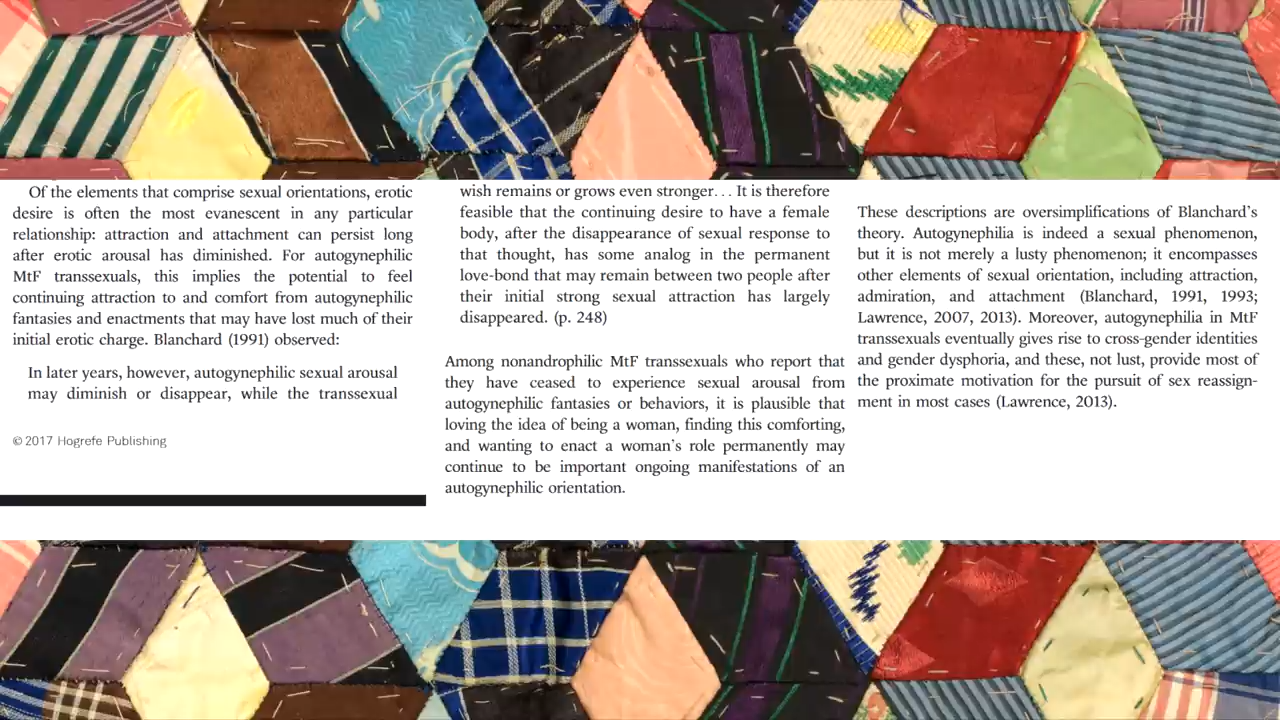 Of the elements that comprise sexual orientations, erotic
desire is often the most evanescent in any particular
relationship: attraction and attachment can persist long
after erotic arousal has diminished. For autogynephilic
MtF transsexuals, this implies the potential to feel
continuing attraction to and comfort from autogynephilic
fantasies and enactments that may have lost much of their
initial erotic charge. Blanchard (1991) observed:
In later years, however, autogynephilic sexual arousal
may diminish or disappear, while the transsexual
© 2017 Hogrefe Publishing
wish remains or grows even stronger... It is therefore
feasible that the continuing desire to have a female
body, after the disappearance of sexual response to
that thought, has some analog in the permanent
love-bond that may remain between two people after
their initial strong sexual attraction has largely
disappeared. (p. 248)
Among nonandrophilic MtF transsexuals who report that
they have ceased to experience sexual arousal from
autogynephilic fantasies or behaviors, it is plausible that
loving the idea of being a woman, finding this comforting,
and wanting to enact a woman's role permanently may
continue to be important ongoing manifestations of an
autogynephilic orientation.
These descriptions are oversimplifications of Blanchard's
theory. Autogynephilia is indeed a sexual phenomenon,
but it is not merely a lusty phenomenon; it encompasses
other elements of sexual orientation, including attraction,
admiration, and attachment (Blanchard, 1991, 1993;
Lawrence, 2007, 2013). Moreover, autogynephilia in MtF
transsexuals eventually gives rise to cross-gender identities
and gender dysphoria, and these, not lust, provide most of
the proximate motivation for the pursuit of sex reassign-
ment in most cases (Lawrence, 2013).